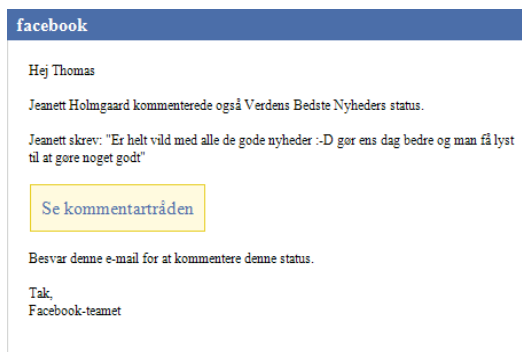 facebook
Hej Thomas
Jeanett Holmgaard kommenterede også Verdens Bedste Nyheders status.
Jeanett skrev: "Er helt vild med alle de gode nyheder :-D gør ens dag bedre og man få lyst
til at gøre noget godt"
Se kommentartråden
Besvar denne e-mail for at kommentere denne status.
Tak,
Facebook-teamet